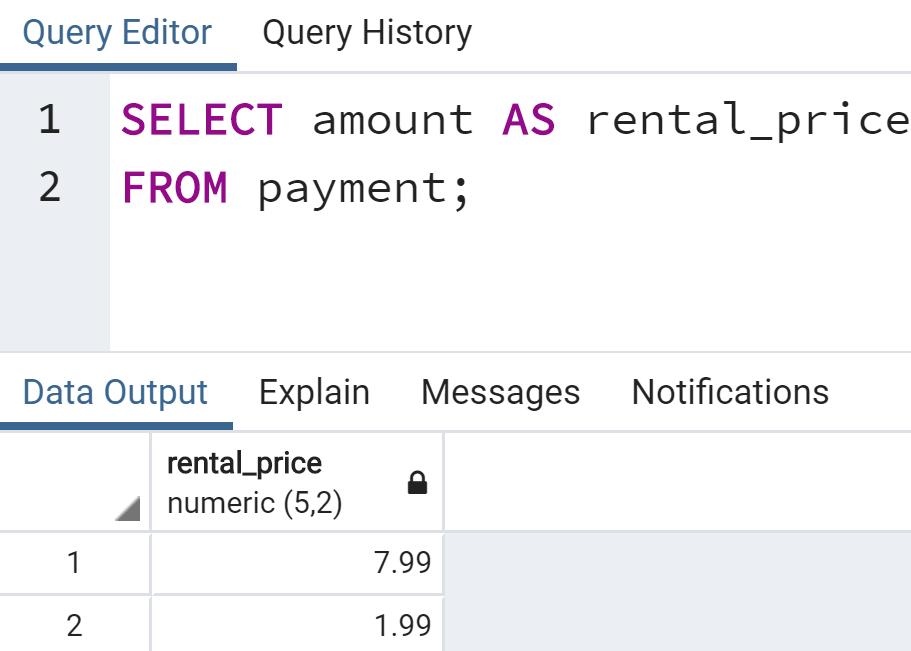 Query Editor Query History
1 SELECT amount AS rental_price
2 FROM payment;
Data Output Explain Messages Notifications
rental_price
numeric (5,2)
1 7.99
2 1.99